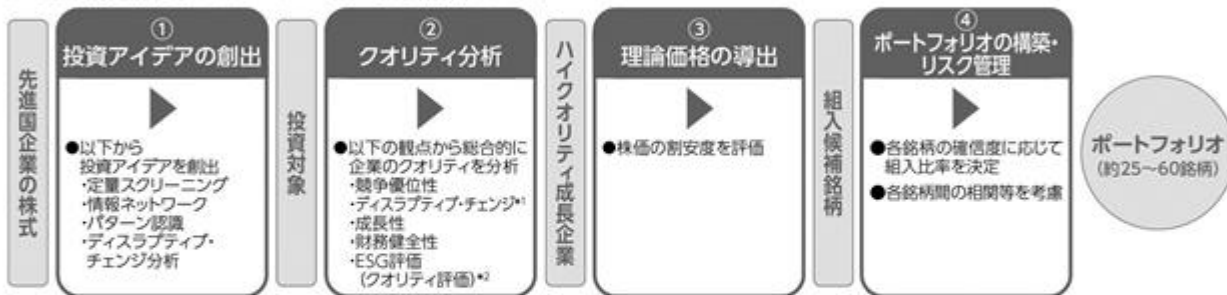 先進国企業の株式
①
投資アイデアの創出
●以下から
投資アイデアを創出
・定量スクリーニング
・情報ネットワーク
・パターン認識
・ディスラプティブ・
チェンジ分析
投資対象
②
クオリティ分析
●以下の観点から総合的に
企業のクオリティを分析
・競争優位性
・ディスラプティブ・チェンジ*1
・成長性
・財務健全性
・ESG評価
(クオリティ評価)*2
ハイクオリティ成長企業
③
理論価格の導出
●株価の割安度を評価
組入候補銘柄
④
ポートフォリオの構築・
リスク管理
●各銘柄の確信度に応じて
組入比率を決定
●各銘柄間の相関等を考慮
ポートフォリオ
(約25~60銘柄)